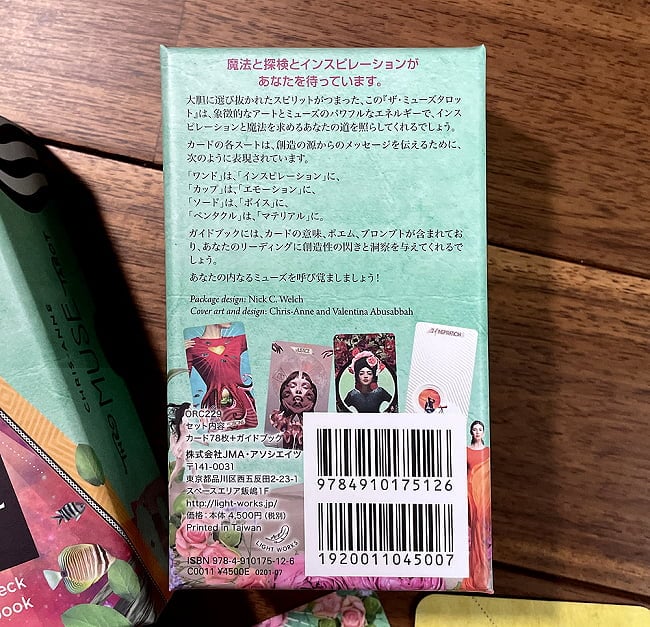 魔法と探検とインスピレーションが
あなたを待っています。
大胆に選び抜かれたスピリットがつまった、この『ザ・ミューズタロッ
ト』は、象徴的なアートとミューズのパワフルなエネルギーで、インス
ピレーションと魔法を求めるあなたの道を照らしてくれるでしょう。
カードの各スートは、創造の源からのメッセージを伝えるために、
次のように表現されています。
「ワンド」は、「インスピレーション」に、
「カップ」は、「エモーション」に、
「ソード」は、「ボイス」に、
「ペンタクル」は、「マテリアル」に。
ガイドブックには、カードの意味、ポエム、プロンプトが含まれてお
り、あなたのリーディングに創造性の閃きと洞察を与えてくれるで
しょう。
あなたの内なるミューズを呼び覚ましましょう！
Package design: Nick C. Welch
Cover art and design: Chris-Anne and Valentina Abusabbah
INSPIRATION
ORC229
セット内容
カード78枚+ガイドブック
株式会社JMA・アソシエイツ
〒141-0031
東京都品川区西五反田2-23-1
スペースエリア飯嶋1F
http://light-works.jp/
価格：本体 4,500円（税別）
Printed in Taiwan
LIGHT WORKS
ISBN 978-4-910175-12-6
C0011 ¥4500E 0201-07
9784910175126
1920011045007
MUSE TAROT
CHRIS-ANNE
eck
ook